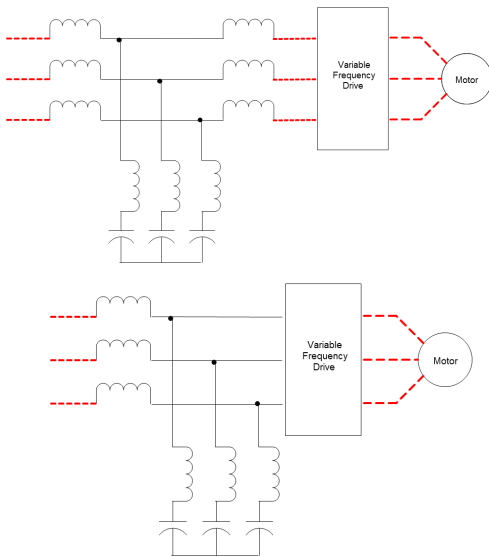 Variable
Frequency
Drive
Motor
Variable
Frequency
Drive
Motor